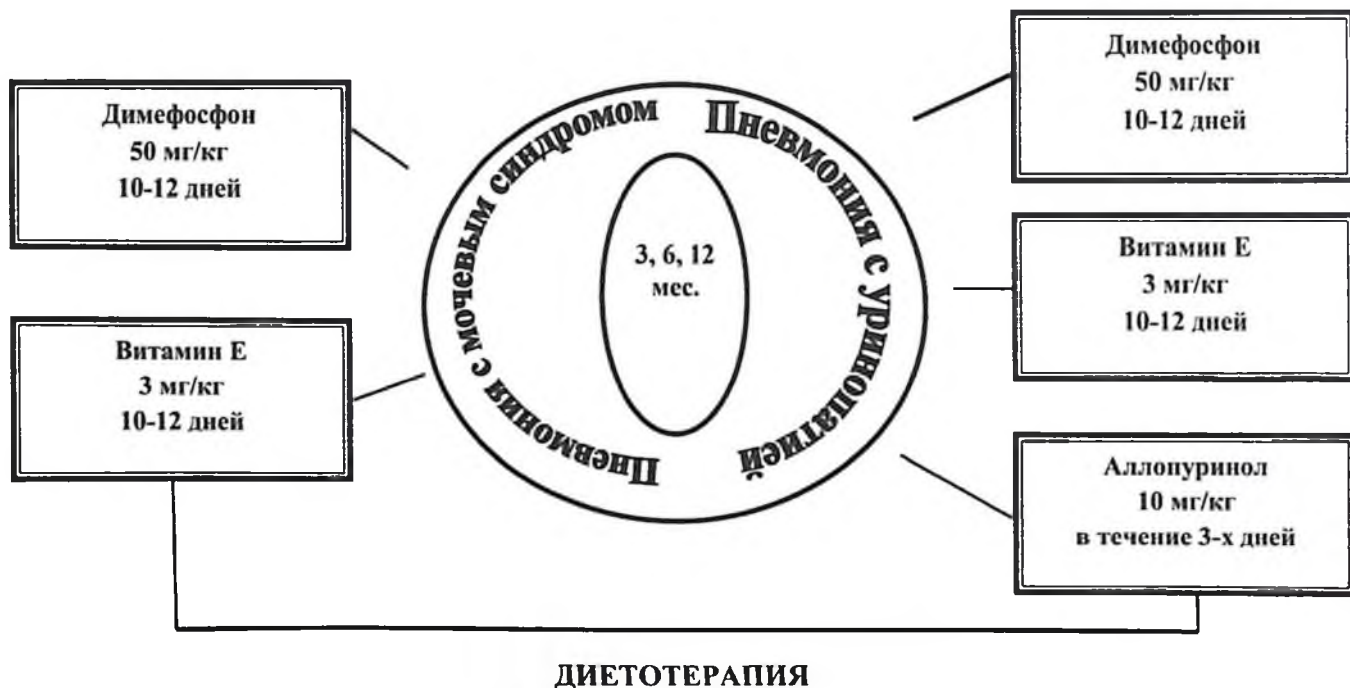 Димефосфон
50 мг/кг
10-12 дней
Витамин Е
3 мг/кг
10-12 дней
Пневмония с мочевым синдромом
Пневмония с уринопатией
3, 6, 12
мес.
Димефосфон
50 мг/кг
10-12 дней
Витамин Е
3 мг/кг
10-12 дней
Аллопуринол
10 мг/кг
в течение 3-х дней
ДИЕТОТЕРАПИЯ